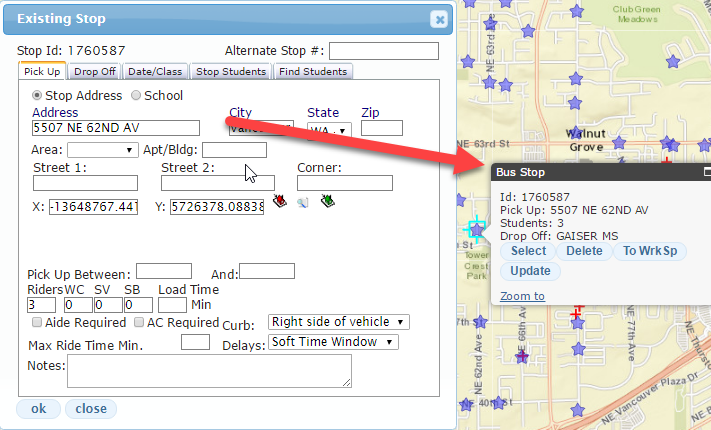 Existing Stop
Stop Id: 1760587 Alternate Stop #:
Pick Up Drop Off Date/Class Stop Students Find Students
Stop Address School
Address City State Zip
5507 NE 62ND AV WA
Area: Apt/Bldg:
Street 1: Street 2: Corner:
X: -13648767.441 Y: 5726378.08838
Pick Up Between: And:
Riders WC SV SB Load Time
3 0 0 0 Min
Aide Required AC Required Curb: Right side of vehicle
Max Ride Time Min. Delays: Soft Time Window
Notes:
ok close
Club Green
Meadows
NE 63rd Ave
NE 63rd St
Walnut
Grove
Bus Stop
Id: 1760587
Pick Up: 5507 NE 62ND AV
Students: 3
Drop Off: GAISER MS
Select Delete To WrkSp
Update
Zoom to
Tower
Crest
Park
NE 62nd Ave
NE 66th Ave
NE 77th Ave
NE Vancouver Plaza Dr
NE 40th St